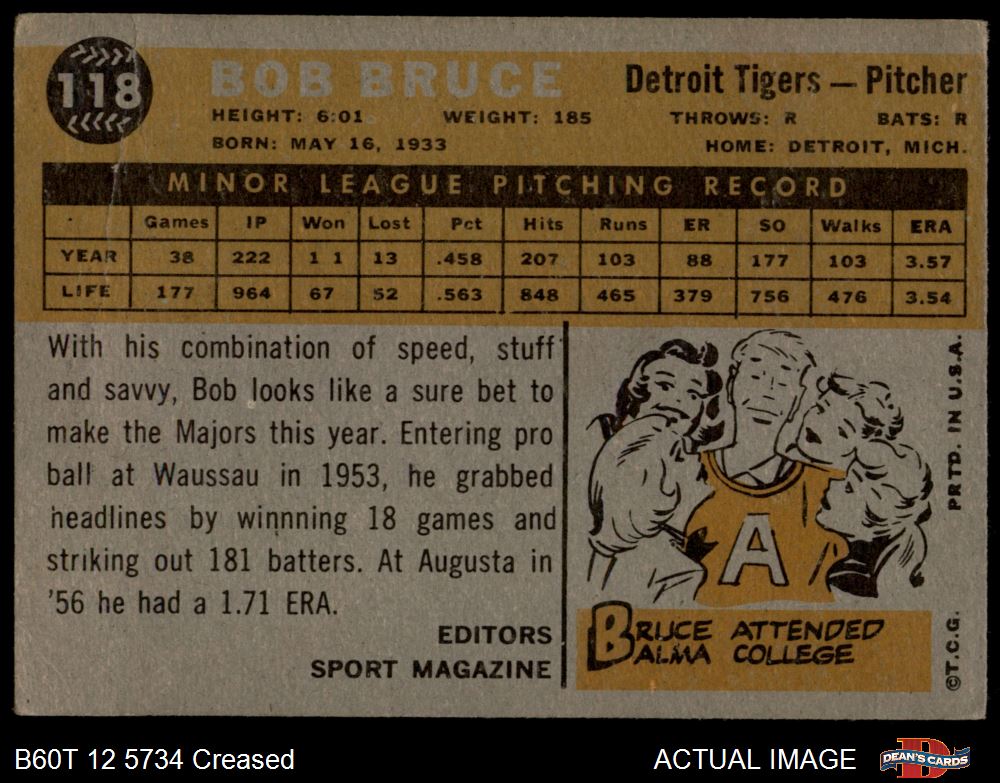 118
BOB BRUCE
Detroit Tigers — Pitcher
HEIGHT: 6:01 WEIGHT: 185 THROWS: R BATS: R
BORN: MAY 16, 1933 HOME: DETROIT, MICH.
MINOR LEAGUE PITCHING RECORD
Games IP Won Lost Pct Hits Runs ER SO Walks ERA
YEAR 38 222 1 1 13 .458 207 103 88 177 103 3.57
LIFE 177 964 67 52 .563 848 465 379 756 476 3.54
With his combination of speed, stuff
and savvy, Bob looks like a sure bet to
make the Majors this year. Entering pro
ball at Waussau in 1953, he grabbed
headlines by winnning 18 games and
striking out 181 batters. At Augusta in
'56 he had a 1.71 ERA.
EDITORS
SPORT MAGAZINE
A
BRUCE ATTENDED
ALMA COLLEGE
©T.C.G. PRTD. IN U.S.A.
B60T 12 5734 Creased
ACTUAL IMAGE
D
DEAN'S CARDS